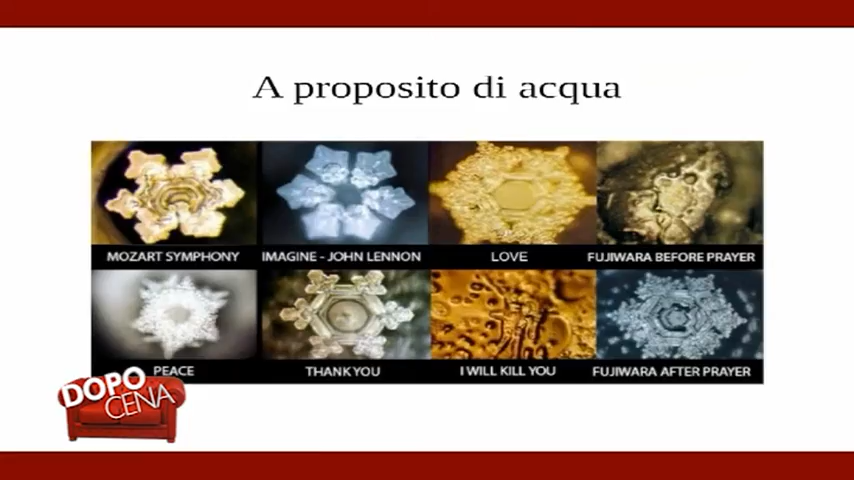 A proposito di acqua
MOZART SYMPHONY
IMAGINE - JOHN LENNON
LOVE
FUJIWARA BEFORE PRAYER
PEACE
THANK YOU
I WILL KILL YOU
FUJIWARA AFTER PRAYER
DOPO
CENA